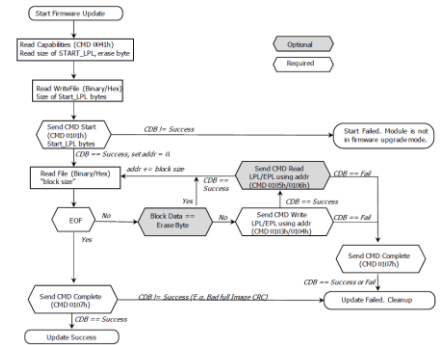 Start Firmware Update
Read Capabilities (CMD 0041h)
Read size of START_LPL, erase byte
Optional
Required
Read WriteFile (Binary/Hex)
Size of Start_LPL bytes
Send CMD Start
(CMD 0101h)
Start_LPL bytes
CDB != Success
Start Failed. Module is not
in firmware upgrade mode.
CDB == Success, set addr = 0.
Read File (Binary/Hex)
"block size"
addr += block size
CDB ==
Success
Send CMD Read
LPL/EPL using addr
(CMD 0105h/0106h)
CDB == Fail
Yes
CDB == Success
EOF
No
Block Data ==
Erase Byte
No
Send CMD Write
LPL/EPL using addr
(CMD 0103h/0104h)
CDB == Fail
Yes
Send CMD Complete
(CMD 0107h)
CDB == Success or Fail
Send CMD Complete
(CMD 0107h)
CDB != Success (E.g. Bad full Image CRC)
Update Failed. Cleanup
CDB == Success
Update Success